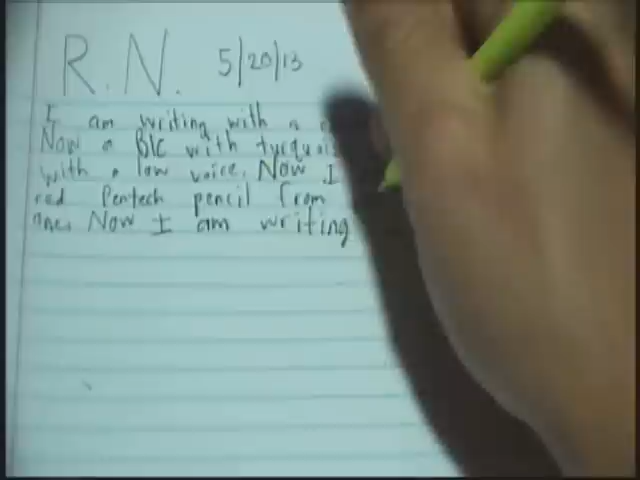 R.N. 5/20/13
I am writing with a
Now a BIC with
with a low voice. Now I
red Pentech pencil from
one. Now I am writing